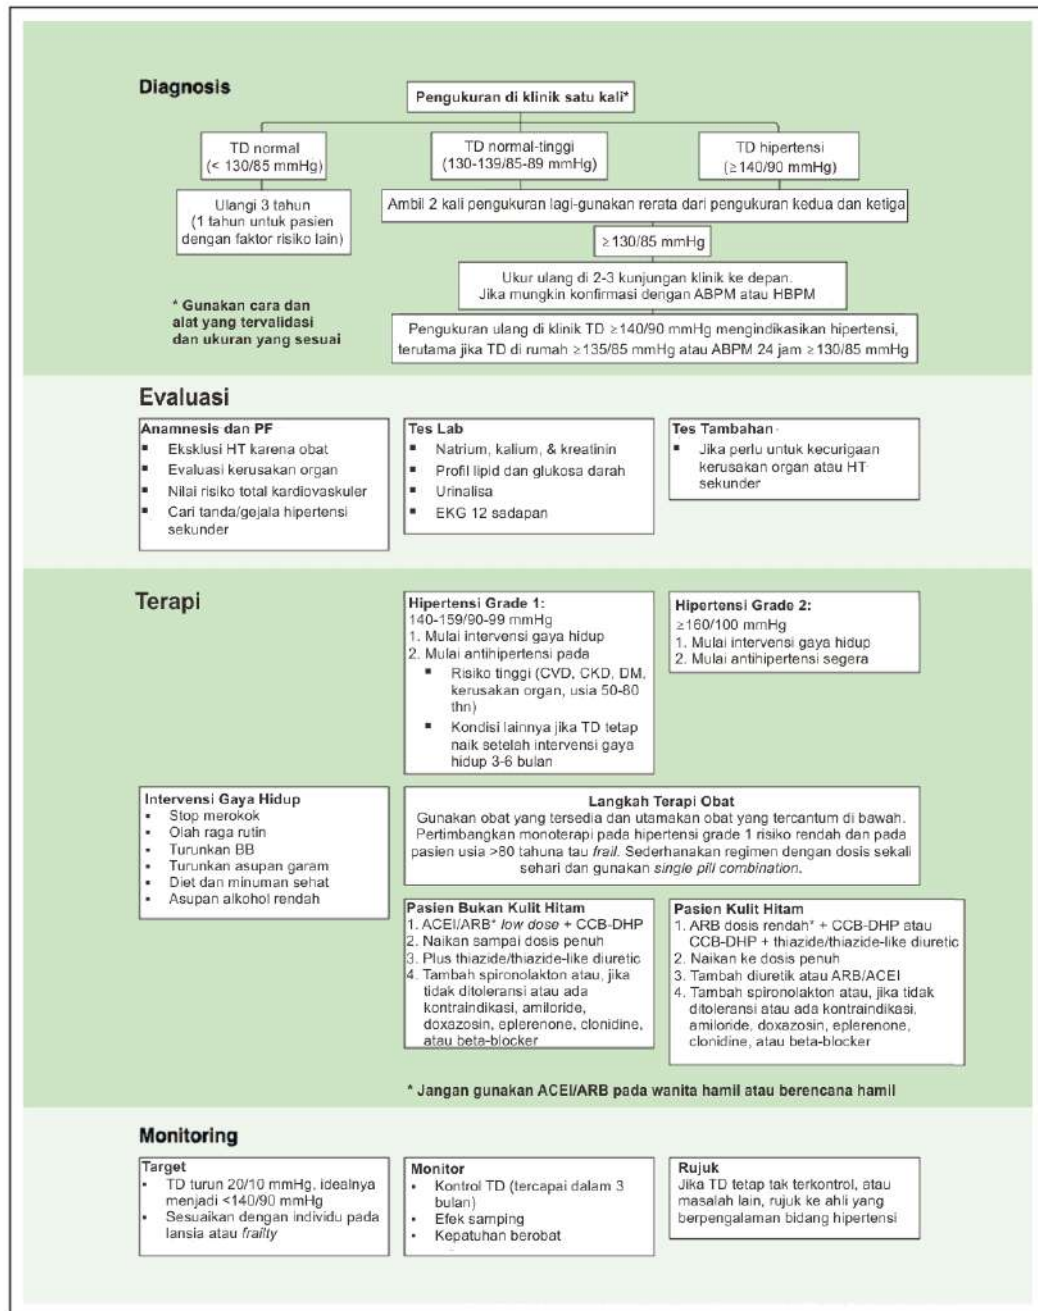 Diagnosis
Pengukuran di klinik satu kali*
TD normal
(< 130/85 mmHg)
TD normal-tinggi
(130-139/85-89 mmHg)
TD hipertensi
(≥140/90 mmHg)
Ulangi 3 tahun
(1 tahun untuk pasien
dengan faktor risiko lain)
Ambil 2 kali pengukuran lagi-gunakan rerata dari pengukuran kedua dan ketiga
≥130/85 mmHg
Ukur ulang di 2-3 kunjungan klinik ke depan.
Jika mungkin konfirmasi dengan ABPM atau HBPM
* Gunakan cara dan
alat yang tervalidasi
dan ukuran yang sesuai
Pengukuran ulang di klinik TD ≥140/90 mmHg mengindikasikan hipertensi,
terutama jika TD di rumah ≥135/85 mmHg atau ABPM 24 jam ≥130/85 mmHg
Evaluasi
Anamnesis dan PF
▪ Eksklusi HT karena obat
▪ Evaluasi kerusakan organ
▪ Nilai risiko total kardiovaskuler
▪ Cari tanda/gejala hipertensi
sekunder
Tes Lab
▪ Natrium, kalium, & kreatinin
▪ Profil lipid dan glukosa darah
▪ Urinalisa
▪ EKG 12 sadapan
Tes Tambahan
▪ Jika perlu untuk kecurigaan
kerusakan organ atau HT
sekunder
Terapi
Hipertensi Grade 1:
140-159/90-99 mmHg
1. Mulai intervensi gaya hidup
2. Mulai antihipertensi pada
▪ Risiko tinggi (CVD, CKD, DM,
kerusakan organ, usia 50-80
thn)
▪ Kondisi lainnya jika TD tetap
naik setelah intervensi gaya
hidup 3-6 bulan
Hipertensi Grade 2:
≥160/100 mmHg
1. Mulai intervensi gaya hidup
2. Mulai antihipertensi segera
Intervensi Gaya Hidup
• Stop merokok
• Olah raga rutin
• Turunkan BB
• Turunkan asupan garam
• Diet dan minuman sehat
• Asupan alkohol rendah
Langkah Terapi Obat
Gunakan obat yang tersedia dan utamakan obat yang tercantum di bawah.
Pertimbangkan monoterapi pada hipertensi grade 1 risiko rendah dan pada
pasien usia >80 tahuna tau frail. Sederhanakan regimen dengan dosis sekali
sehari dan gunakan single pill combination.
Pasien Bukan Kulit Hitam
1. ACEI/ARB* low dose + CCB-DHP
2. Naikan sampai dosis penuh
3. Plus thiazide/thiazide-like diuretic
4. Tambah spironolakton atau, jika
tidak ditoleransi atau ada
kontraindikasi, amiloride,
doxazosin, eplerenone, clonidine,
atau beta-blocker
Pasien Kulit Hitam
1. ARB dosis rendah* + CCB-DHP atau
CCB-DHP + thiazide/thiazide-like diuretic
2. Naikan ke dosis penuh
3. Tambah diuretik atau ARB/ACEI
4. Tambah spironolakton atau, jika tidak
ditoleransi atau ada kontraindikasi,
amiloride, doxazosin, eplerenone,
clonidine, atau beta-blocker
* Jangan gunakan ACEI/ARB pada wanita hamil atau berencana hamil
Monitoring
Target
• TD turun 20/10 mmHg, idealnya
menjadi <140/90 mmHg
• Sesuaikan dengan individu pada
lansia atau frailty
Monitor
• Kontrol TD (tercapai dalam 3
bulan)
• Efek samping
• Kepatuhan berobat
Rujuk
Jika TD tetap tak terkontrol, atau
masalah lain, rujuk ke ahli yang
berpengalaman bidang hipertensi